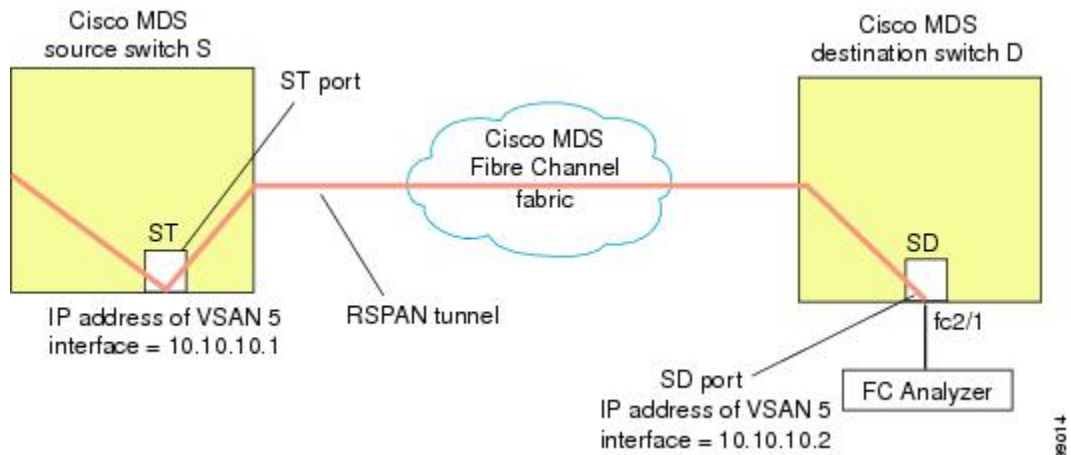 Cisco MDS
source switch S
Cisco MDS
destination switch D
ST port
Cisco MDS
Fibre Channel
fabric
ST
SD
IP address of VSAN 5
interface = 10.10.10.1
RSPAN tunnel
fc2/1
SD port
IP address of VSAN 5
interface = 10.10.10.2
FC Analyzer
99014